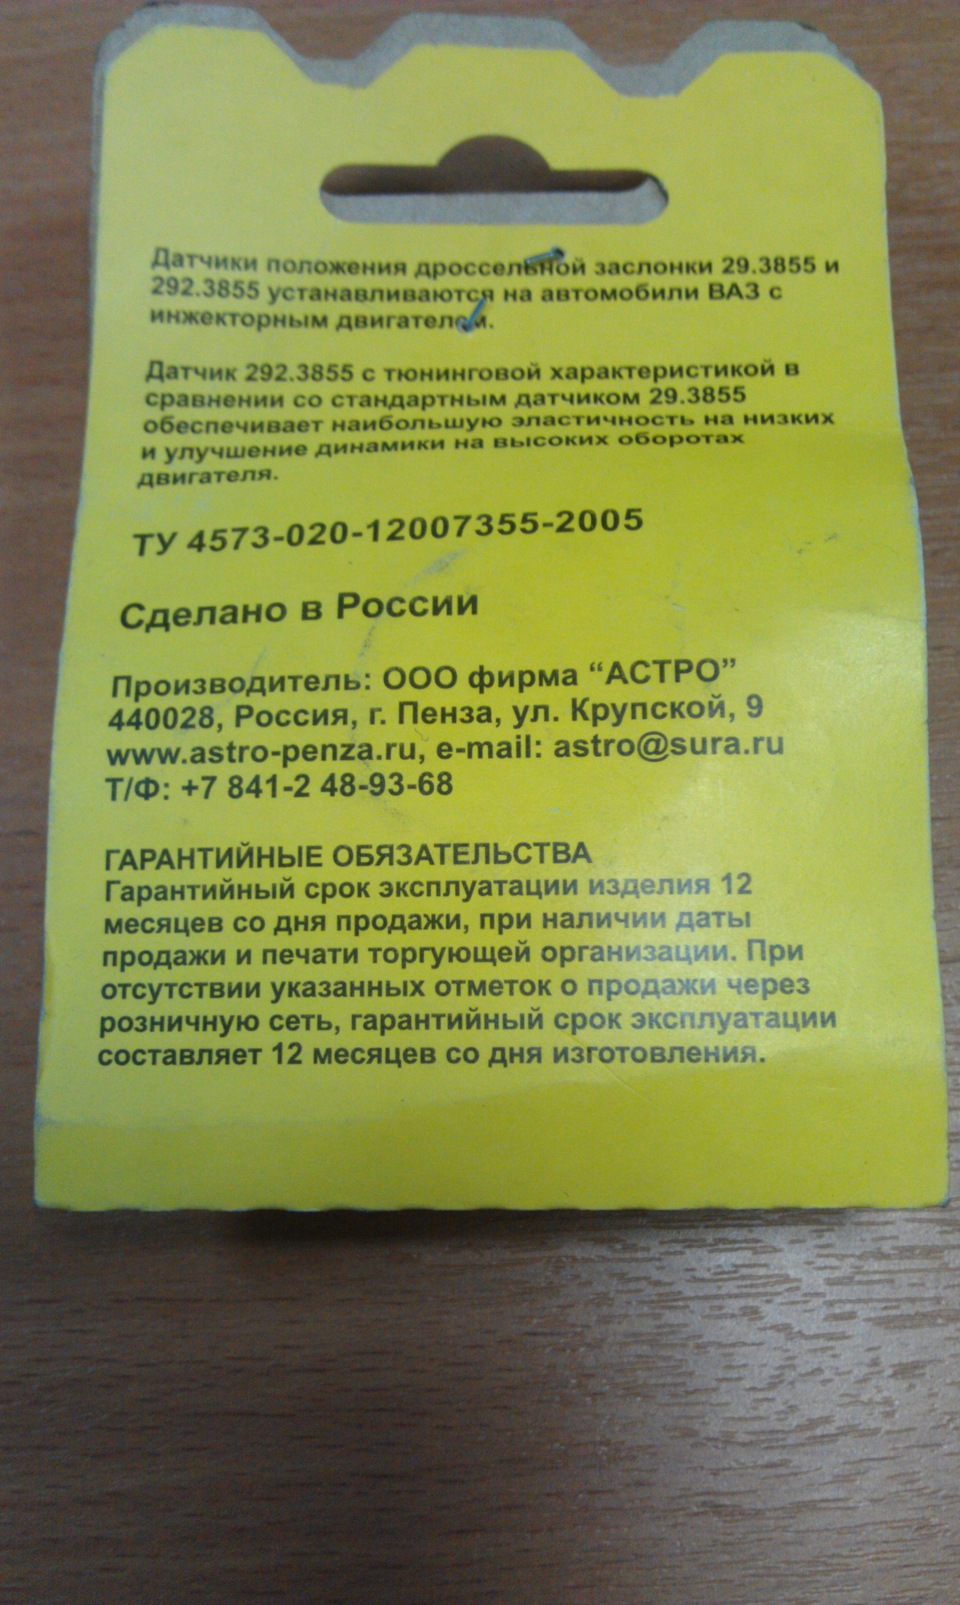 Датчики положения дроссельной заслонки 29.3855 и
292.3855 устанавливаются на автомобили ВАЗ с
инжекторным двигателем.
Датчик 292.3855 с тюнинговой характеристикой в
сравнении со стандартным датчиком 29.3855
обеспечивает наибольшую эластичность на низких
и улучшение динамики на высоких оборотах
двигателя.
ТУ 4573-020-12007355-2005
Сделано в России
Производитель: ООО фирма “АСТРО”
440028, Россия, г. Пенза, ул. Крупской, 9
www.astro-penza.ru, e-mail: astro@sura.ru
Т/Ф: +7 841-2 48-93-68
ГАРАНТИЙНЫЕ ОБЯЗАТЕЛЬСТВА
Гарантийный срок эксплуатации изделия 12
месяцев со дня продажи, при наличии даты
продажи и печати торгующей организации. При
отсутствии указанных отметок о продажи через
розничную сеть, гарантийный срок эксплуатации
составляет 12 месяцев со дня изготовления.